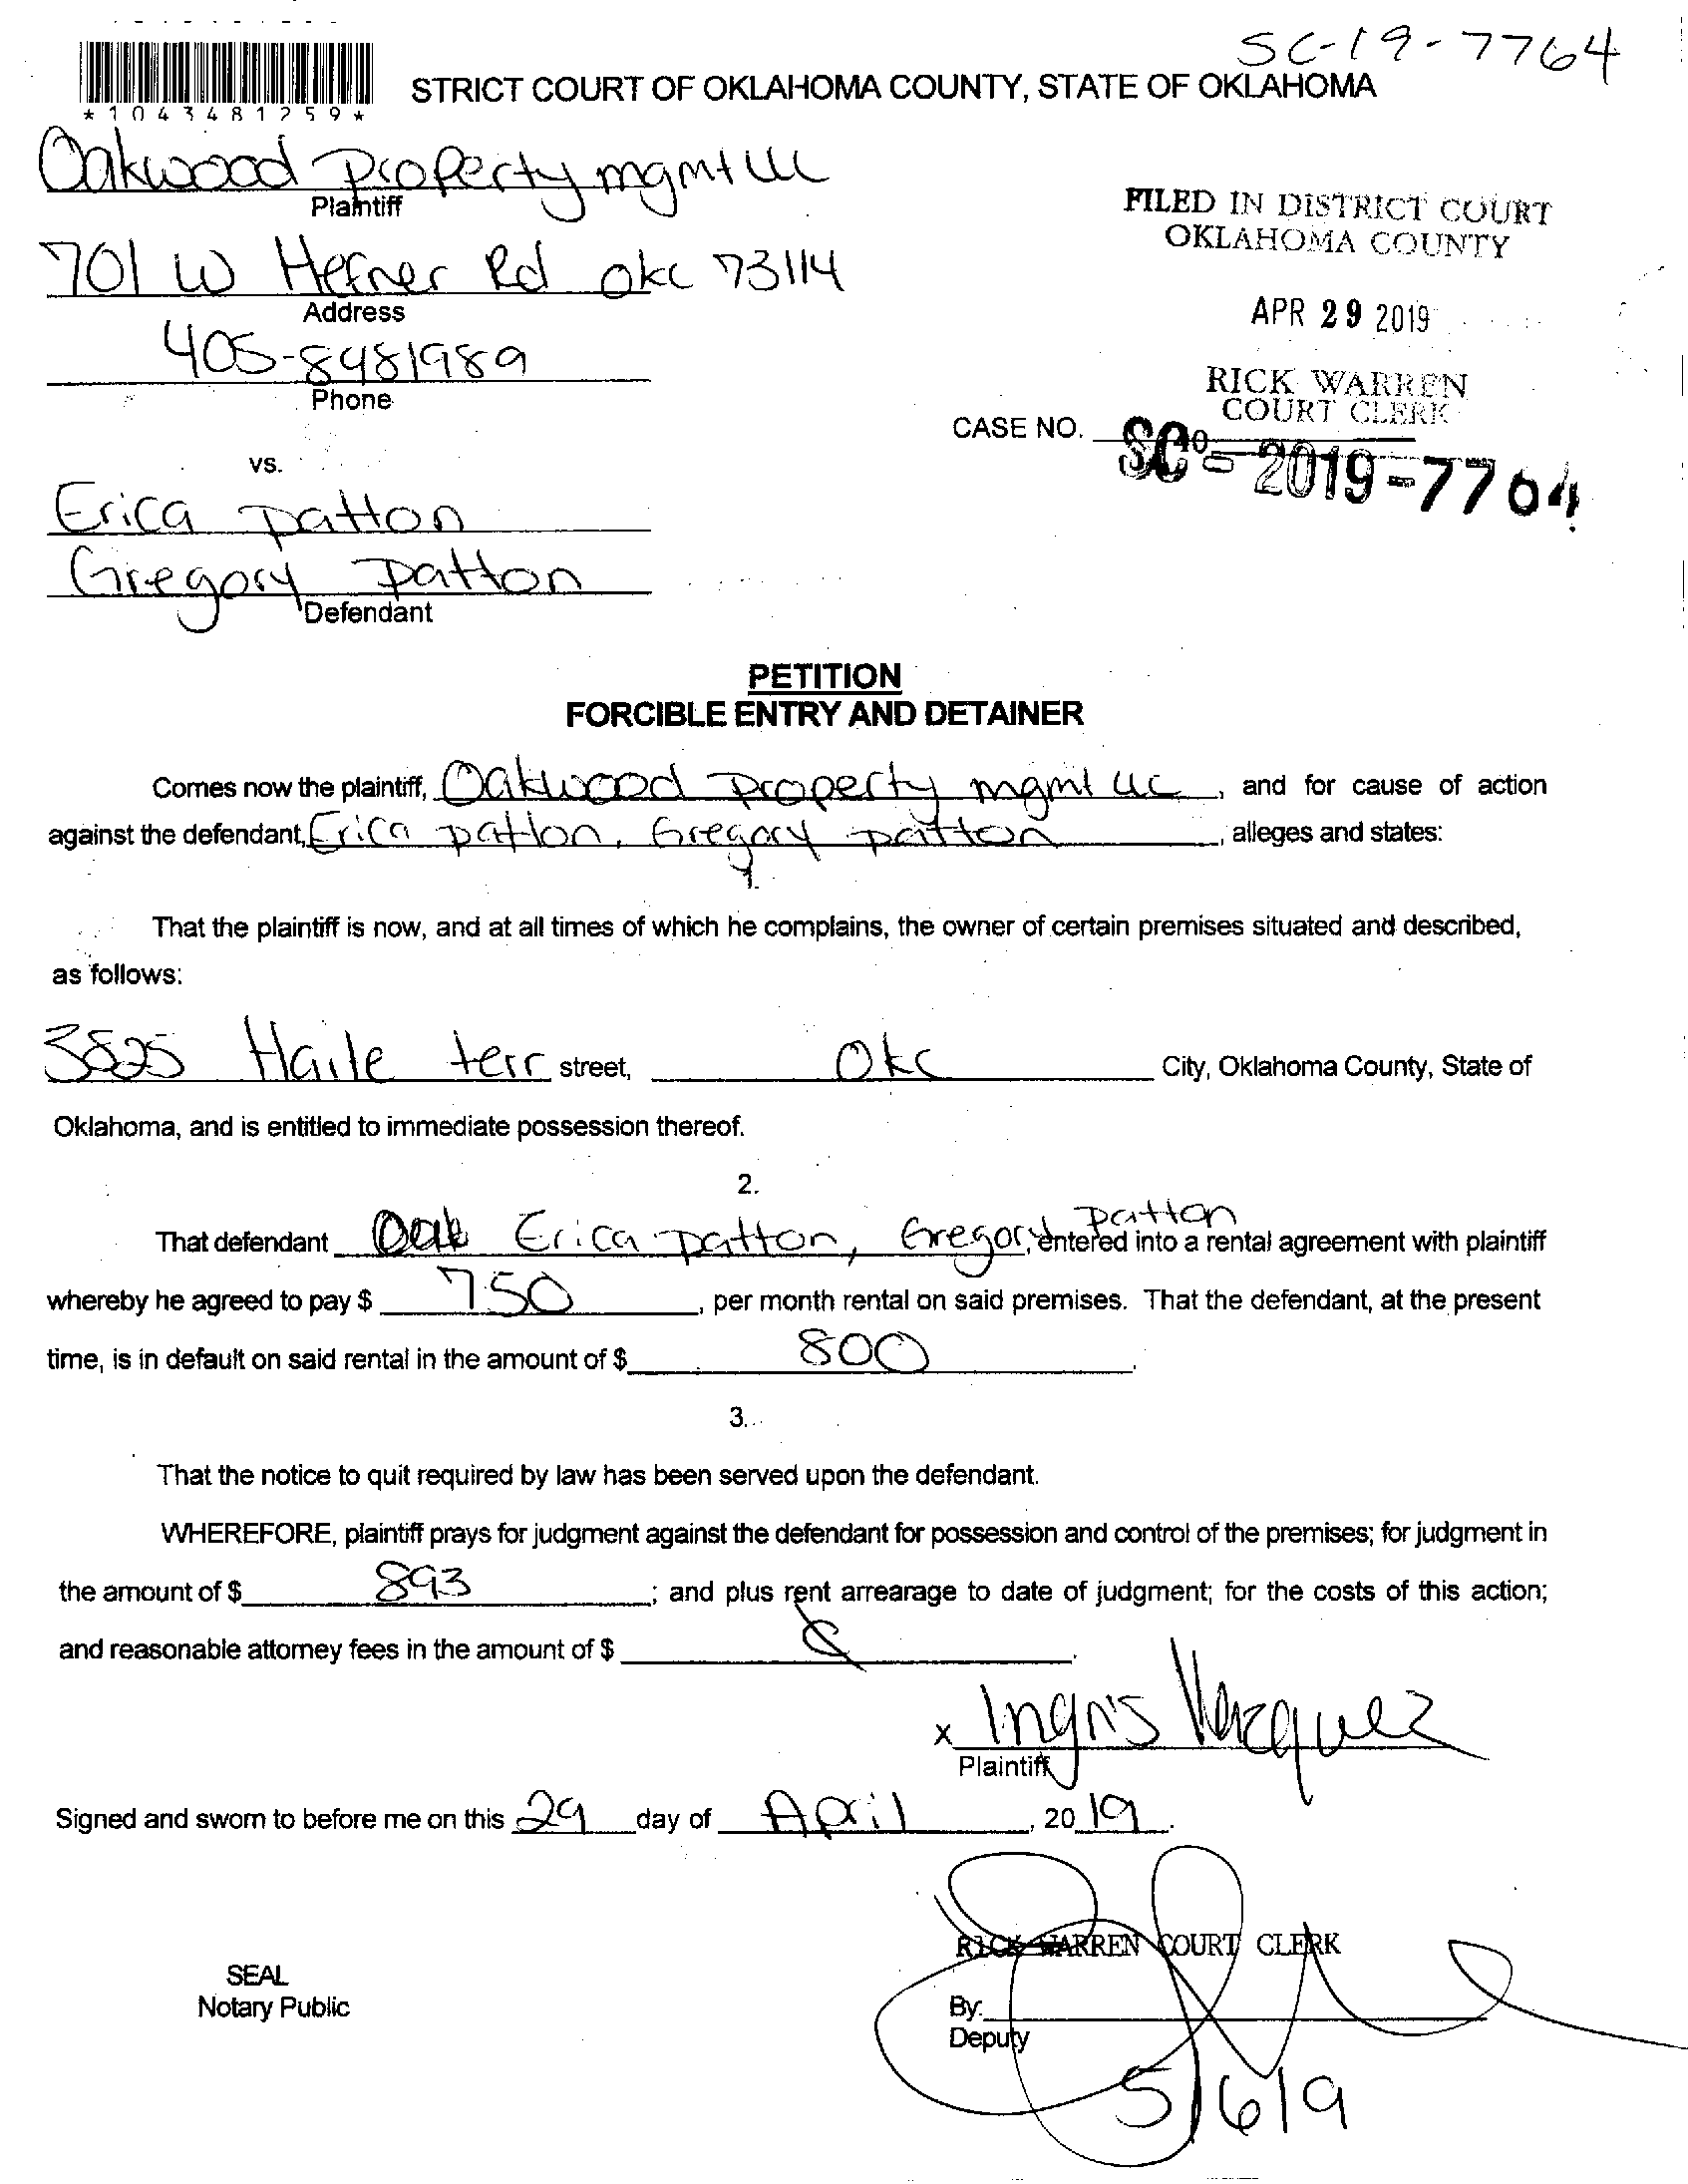 SC-19-7764
*1043481259*
STRICT COURT OF OKLAHOMA COUNTY, STATE OF OKLAHOMA
Oakwood Property mgmt LLC
Plaintiff
FILED IN DISTRICT COURT
OKLAHOMA COUNTY
701 W Hefner Rd okc 73114
Address
APR 29 2019
405-8481989
Phone
RICK WARREN
COURT CLERK
CASE NO.
SC - 2019-7764
vs.
Erica Patton
Gregory Patton
Defendant
PETITION
FORCIBLE ENTRY AND DETAINER
Comes now the plaintiff, Oakwood Property mgmt LLC, and for cause of action
against the defendant, Erica patton, Gregory patton, alleges and states:
1.
That the plaintiff is now, and at all times of which he complains, the owner of certain premises situated and described,
as follows:
3825 Haile terr street, Okc City, Oklahoma County, State of
Oklahoma, and is entitled to immediate possession thereof.
2.
That defendant Erica Patton, Gregory Patton, entered into a rental agreement with plaintiff
whereby he agreed to pay $ 750, per month rental on said premises. That the defendant, at the present
time, is in default on said rental in the amount of $ 800.
3.
That the notice to quit required by law has been served upon the defendant.
WHEREFORE, plaintiff prays for judgment against the defendant for possession and control of the premises; for judgment in
the amount of $ 893; and plus rent arrearage to date of judgment; for the costs of this action;
and reasonable attorney fees in the amount of $
x Ingris Vazquez
Plaintiff
Signed and sworn to before me on this 29 day of April, 2019.
RICK WARREN COURT CLERK
SEAL
Notary Public
By:
Deputy
5/6/19